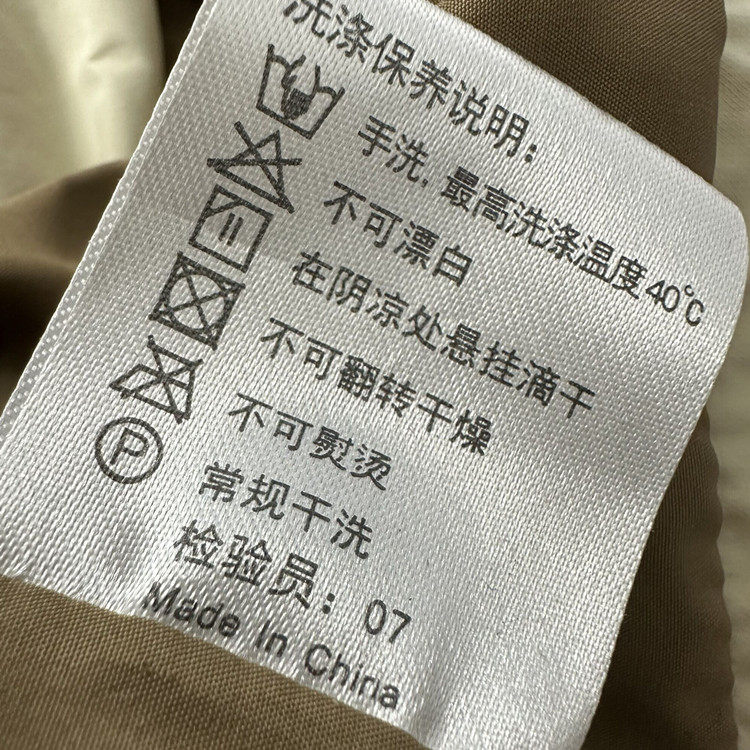 洗涤保养说明：
手洗，最高洗涤温度40℃
不可漂白
在阴凉处悬挂滴干
不可翻转干燥
不可熨烫
常规干洗
P
检验员：07
Made In China